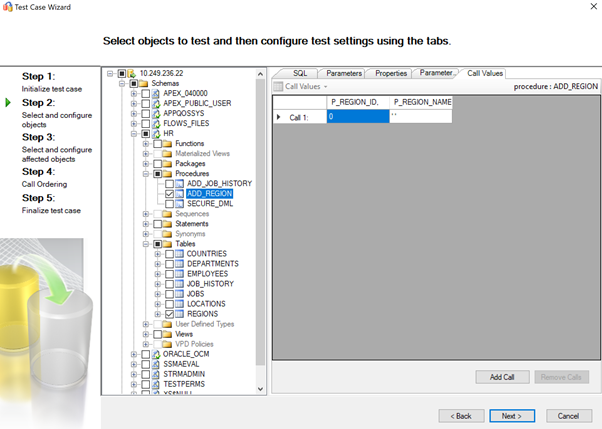 Test Case Wizard
Select objects to test and then configure test settings using the tabs.
Step 1:
Initialize test case
Step 2:
Select and configure
objects
Step 3:
Select and configure
affected objects
Step 4:
Call Ordering
Step 5:
Finalize test case
10.249.236.22
Schemas
APEX_040000
APEX_PUBLIC_USER
APPQOSSYS
FLOWS_FILES
HR
Functions
Materialized Views
Packages
Procedures
ADD_JOB_HISTORY
ADD_REGION
SECURE_DML
Sequences
Statements
Synonyms
Tables
COUNTRIES
DEPARTMENTS
EMPLOYEES
JOB_HISTORY
JOBS
LOCATIONS
REGIONS
User Defined Types
Views
VPD Policies
ORACLE_OCM
SSMAEVAL
STRMADMIN
TESTPERMS
XS$NULL
SQL Parameters Properties Parameter Call Values
Call Values procedure : ADD_REGION
P_REGION_ID, P_REGION_NAME
Call 1: 0 ''
Add Call Remove Calls
< Back Next > Cancel